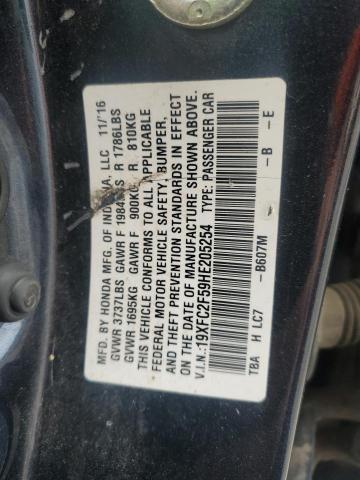 MFD. BY HONDA MFG. OF INDIANA, LLC 11/'16
GVWR 3737LBS GAWR F 1984LBS R 1786LBS
GVWR 1695KG GAWR F 900KG R 810KG
THIS VEHICLE CONFORMS TO ALL APPLICABLE
FEDERAL MOTOR VEHICLE SAFETY, BUMPER,
AND THEFT PREVENTION STANDARDS IN EFFECT
ON THE DATE OF MANUFACTURE SHOWN ABOVE.
V.I.N.:19XFC2F59HE205254 TYPE: PASSENGER CAR
-B607M -B -E
TBA H LC7